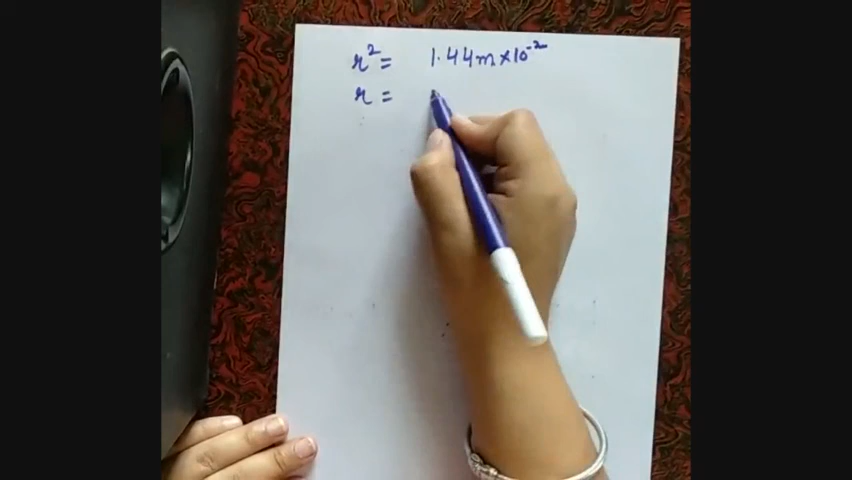 r² = 1.44m×10⁻²
r =